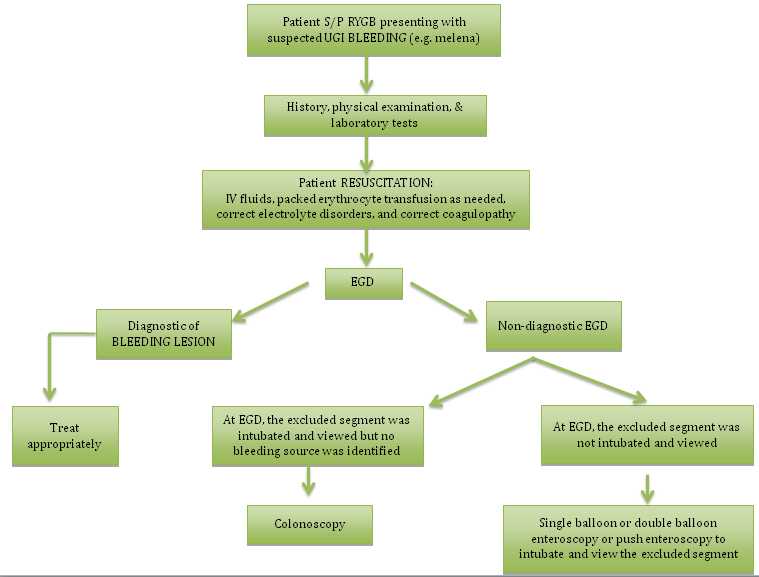 Patient S/P RYGB presenting with
suspected UGI BLEEDING (e.g. melena)
History, physical examination, &
laboratory tests
Patient RESUSCITATION:
IV fluids, packed erythrocyte transfusion as needed,
correct electrolyte disorders, and correct coagulopathy
EGD
Diagnostic of
BLEEDING LESION
Non-diagnostic EGD
Treat
appropriately
At EGD, the excluded segment was
intubated and viewed but no
bleeding source was identified
At EGD, the excluded segment was
not intubated and viewed
Colonoscopy
Single balloon or double balloon
enteroscopy or push enteroscopy to
intubate and view the excluded segment